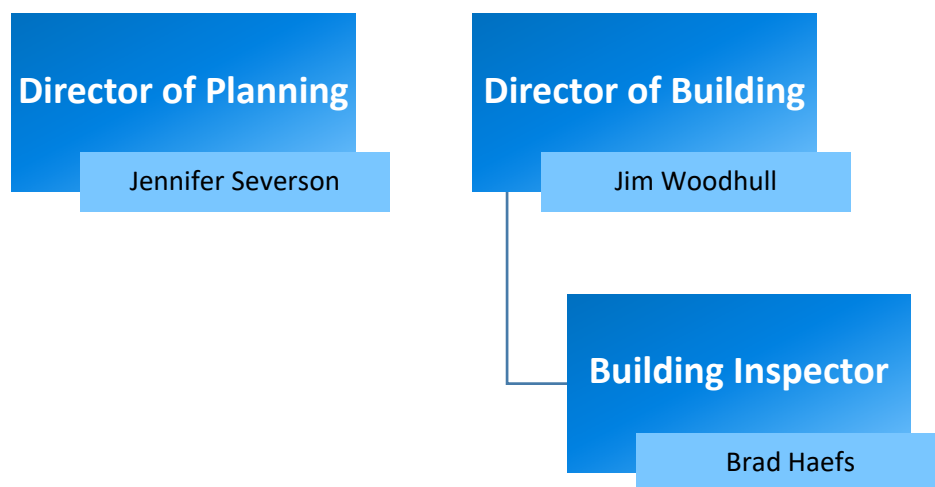 Director of Planning
Jennifer Severson
Director of Building
Jim Woodhull
Building Inspector
Brad Haefs